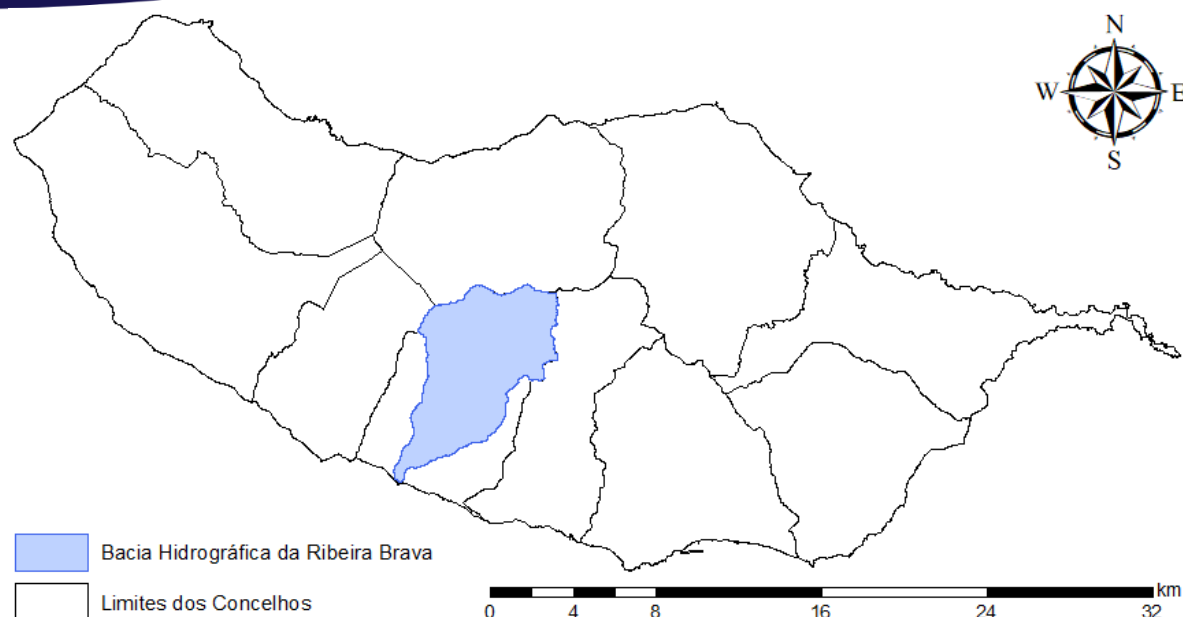 N
W E
S
Bacia Hidrográfica da Ribeira Brava
Limites dos Concelhos
km
0 4 8 16 24 32